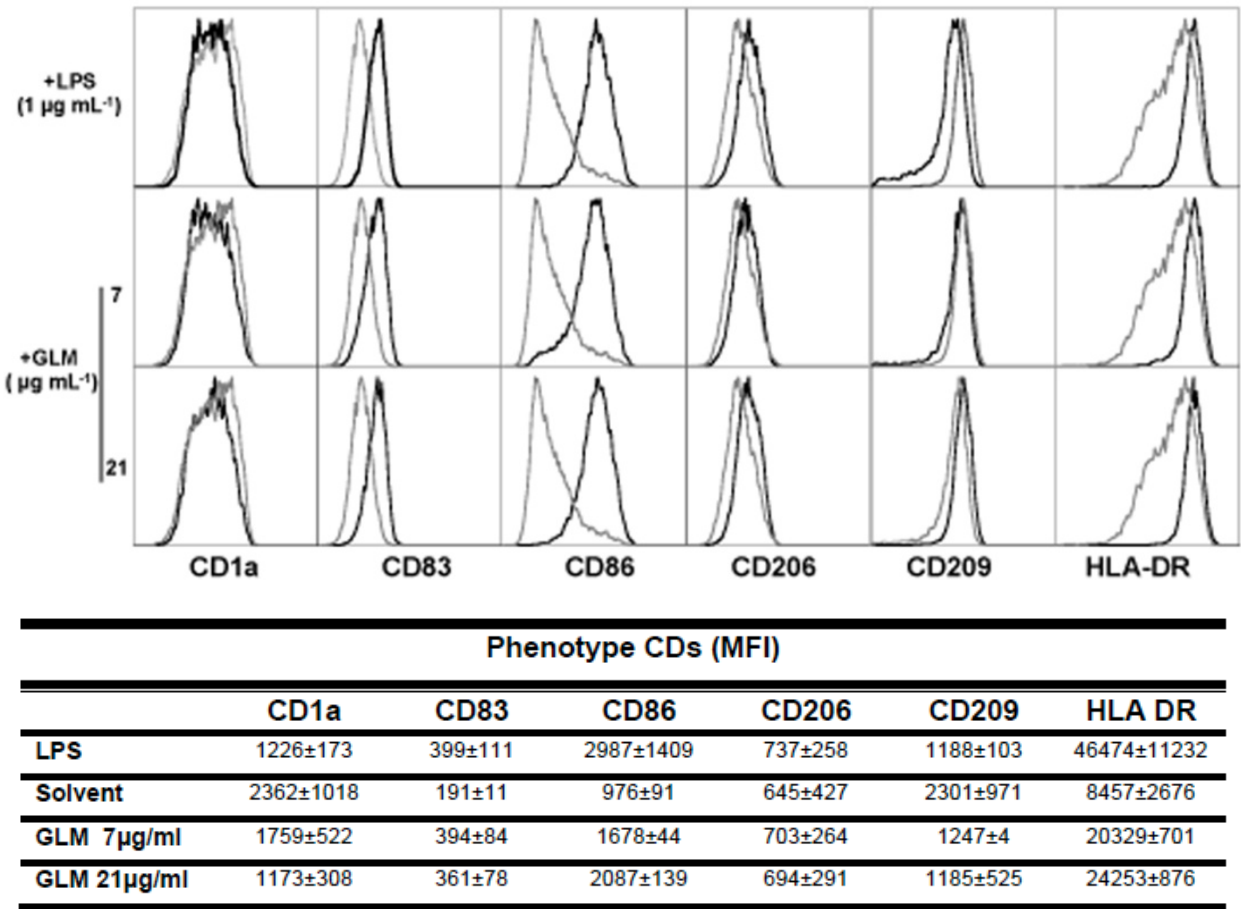 +LPS
(1 µg mL⁻¹)
7
+GLM
( µg mL⁻¹)
21
CD1a CD83 CD86 CD206 CD209 HLA-DR
Phenotype CDs (MFI)
CD1a CD83 CD86 CD206 CD209 HLA DR
LPS 1226±173 399±111 2987±1409 737±258 1188±103 46474±11232
Solvent 2362±1018 191±11 976±91 645±427 2301±971 8457±2676
GLM 7µg/ml 1759±522 394±84 1678±44 703±264 1247±4 20329±701
GLM 21µg/ml 1173±308 361±78 2087±139 694±291 1185±525 24253±876